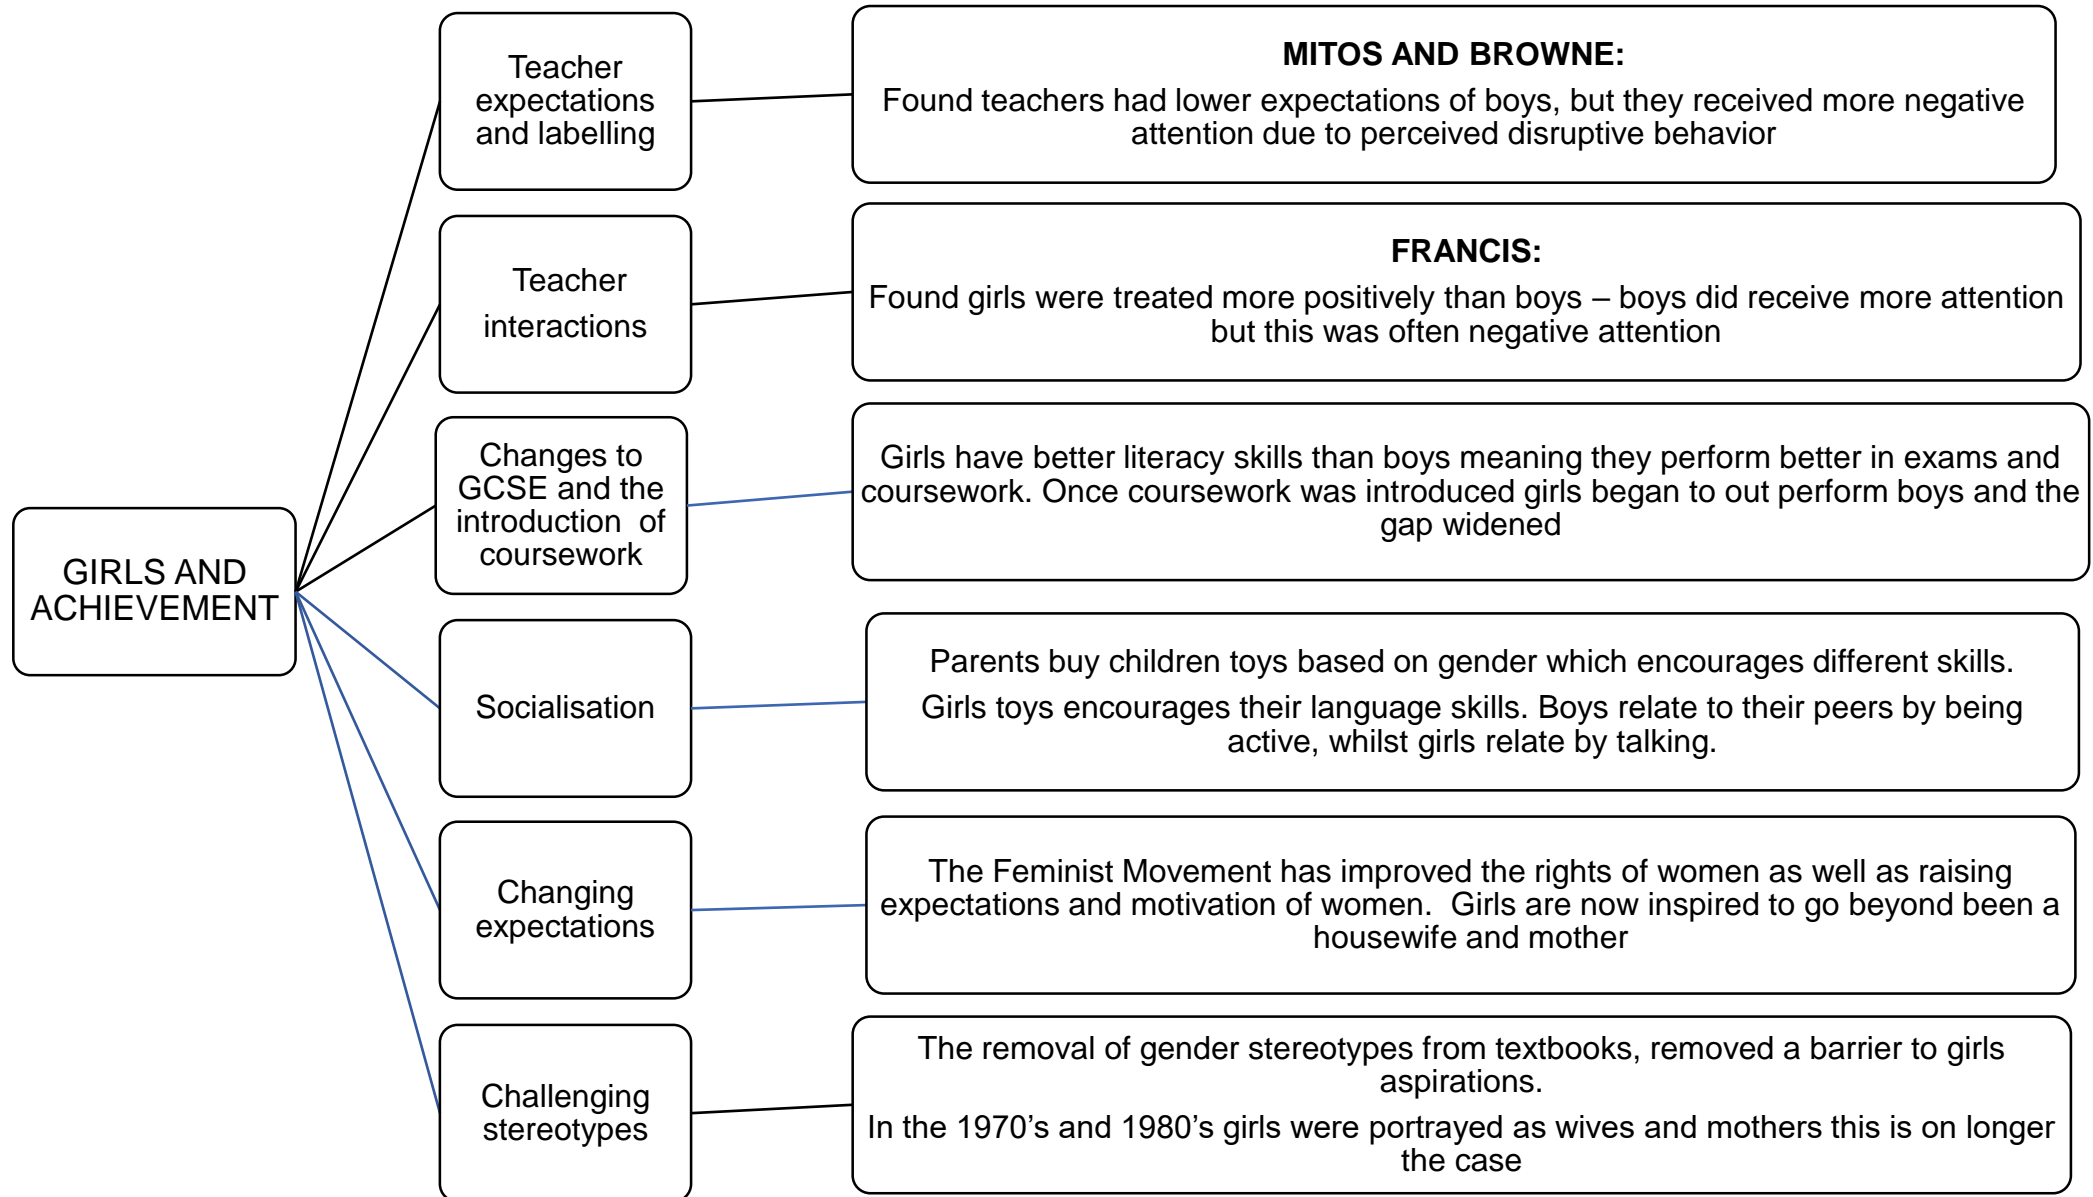 GIRLS AND
ACHIEVEMENT
Teacher
expectations
and labelling
MITOS AND BROWNE:
Found teachers had lower expectations of boys, but they received more negative
attention due to perceived disruptive behavior
Teacher
interactions
FRANCIS:
Found girls were treated more positively than boys – boys did receive more attention
but this was often negative attention
Changes to
GCSE and the
introduction of
coursework
Girls have better literacy skills than boys meaning they perform better in exams and
coursework. Once coursework was introduced girls began to out perform boys and the
gap widened
Socialisation
Parents buy children toys based on gender which encourages different skills.
Girls toys encourages their language skills. Boys relate to their peers by being
active, whilst girls relate by talking.
Changing
expectations
The Feminist Movement has improved the rights of women as well as raising
expectations and motivation of women. Girls are now inspired to go beyond been a
housewife and mother
Challenging
stereotypes
The removal of gender stereotypes from textbooks, removed a barrier to girls
aspirations.
In the 1970’s and 1980’s girls were portrayed as wives and mothers this is on longer
the case